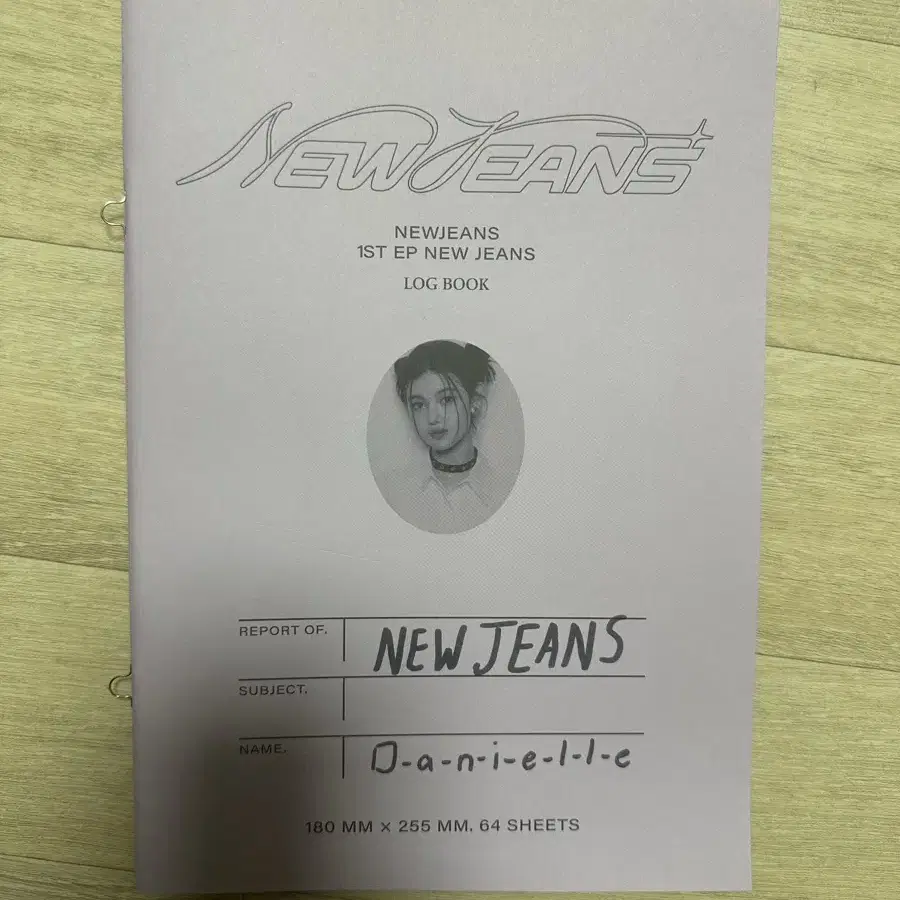 NEWJEANS
NEWJEANS
1ST EP NEW JEANS
LOG BOOK
REPORT OF. NEW JEANS
SUBJECT.
NAME. D-a-n-i-e-l-l-e
180 MM × 255 MM. 64 SHEETS